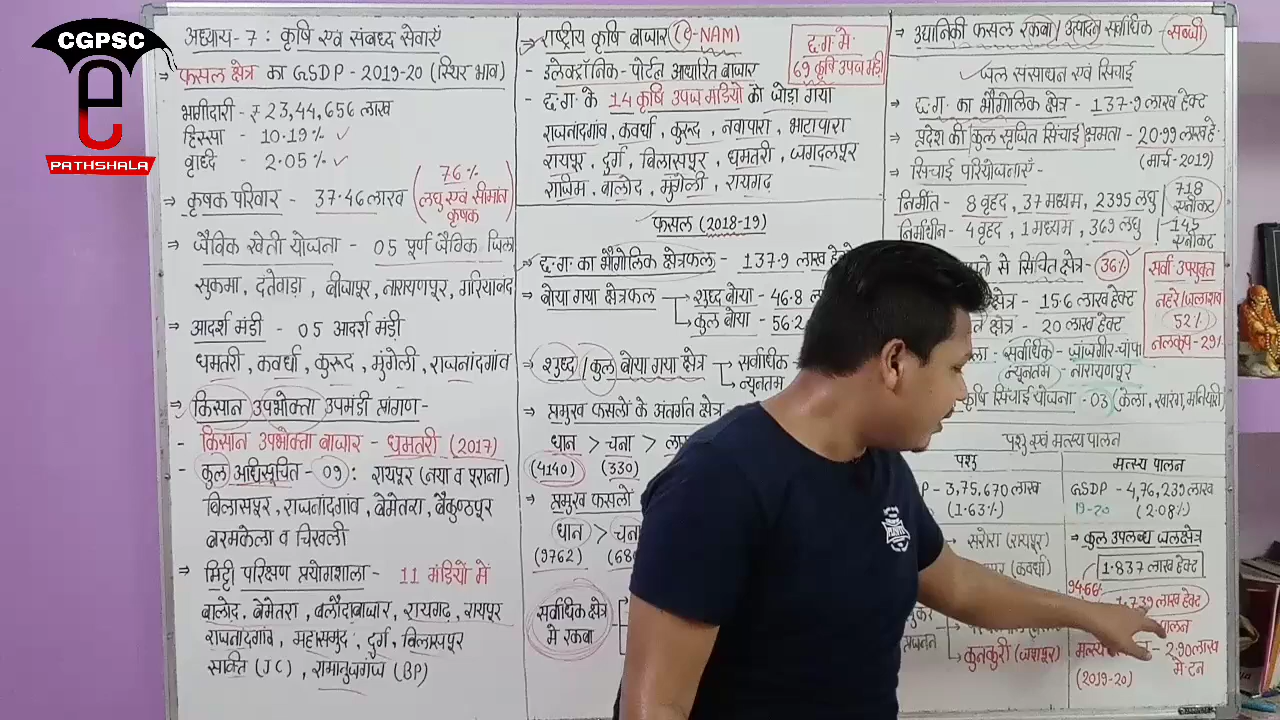 CGPSC
PATHSHALA
अध्याय- 7 : कृषि एवं संबध्द सेवाएँ
⇒ फसल क्षेत्र का GSDP - 2019-20 (स्थिर भाव)
भागीदारी - ₹ 23,44,656 लाख
हिस्सा - 10.19% ✓
वृध्दि - 2.05% ✓
⇒ कृषक परिवार - 37.46 लाख (76% लघु एवं सीमांत कृषक)
⇒ जैविक खेती योजना - 05 पूर्ण जैविक जिला
सुकमा, दंतेवाड़ा, बीजापुर, नारायणपुर, गरियाबंद
⇒ आदर्श मंडी - 05 आदर्श मंडी
धमतरी, कवर्धा, कुरूद, मुंगेली, राजनांदगांव
⇒ किसान उपभोक्ता उपमंडी प्रांगण-
- किसान उपभोक्ता बाजार - धमतरी (2017)
- कुल अधिसूचित - 09 : रायपुर (नया व पुराना)
बिलासपुर, राजनांदगांव, बेमेतरा, बैकुण्ठपुर
बरमकेला व चिखली
⇒ मिट्टी परिक्षण प्रयोगशाला- 11 मंडियों में
बालोद, बेमेतरा, बलौदाबाजार, रायगढ़, रायपुर
राजनांदगांव, महासमुंद, दुर्ग, बिलासपुर
सक्ति (JC), रामानुजगंज (BP)
⇒ राष्ट्रीय कृषि बाजार (e-NAM)
छ.ग. में
69 कृषि उपज मंडी
- इलेक्ट्रॉनिक- पोर्टल आधारित बाजार
- छ.ग. के 14 कृषि उपज मंडियो को जोड़ा गया
राजनांदगांव, कवर्धा, कुरूद, नवापारा, भाटापारा
रायपुर, दुर्ग, बिलासपुर, धमतरी, जगदलपुर
राजिम, बालोद, मुंगेली, रायगढ़
फसल (2018-19)
⇒ छ.ग. का भौगोलिक क्षेत्रफल - 137.9 लाख
⇒ बोया गया क्षेत्रफल → शुध्द बोया - 46.8
→ कुल बोया - 56.2
⇒ शुध्द / कुल बोया गया क्षेत्र → सर्वाधिक
→ न्यूनतम
⇒ प्रमुख फसलों के अंतर्गत क्षेत्र
धान > चना >
(4140) (330)
⇒ प्रमुख फसलों
धान >
(9762)
सर्वाधिक क्षेत्र में रकबा
⇒ उद्यानिकी फसल रकबा / उत्पादन सर्वाधिक - सब्जी
✓ जल संसाधन एवं सिंचाई
⇒ छ.ग. का भौगोलिक क्षेत्र - 137.9 लाख हेक्ट
⇒ प्रदेश की कुल सृजित सिंचाई क्षमता - 20.99 लाख हे.
(मार्च-2019)
⇒ सिंचाई परियोजनाएँ -
निर्मित - 8 वृहद, 37 मध्यम, 2395 लघु | 718 एनीकट
निर्माधीन - 4 वृहद, 1 मध्यम, 369 लघु | 145 एनीकट
से सिंचित क्षेत्र - 36%
सर्वा उपयुक्त
नहरे/जलाशय
52%
नलकूप - 29%
क्षेत्र - 15.6 लाख हेक्ट
क्षेत्र - 20 लाख हेक्ट
सर्वाधिक - जांजगीर-चांपा
न्यूनतम - नारायणपुर
कृषि सिंचाई योजना - 03 (केलो, खारंग, मनियारी)
पशु एवं मत्स्य पालन
पशु
- 3,75,670 लाख
(1.63%)
सरोरा (रायपुर)
(कवर्धा)
कुनकुरी (जशपुर)
मत्स्य पालन
GSDP - 4,76,239 लाख
19-20 (2.08%)
⇒ कुल उपलब्ध जलक्षेत्र
1.837 लाख हेक्ट
94.66%
1.739 लाख हेक्ट
पालन
मत्स्य - 2.90 लाख मे.टन
(2019-20)